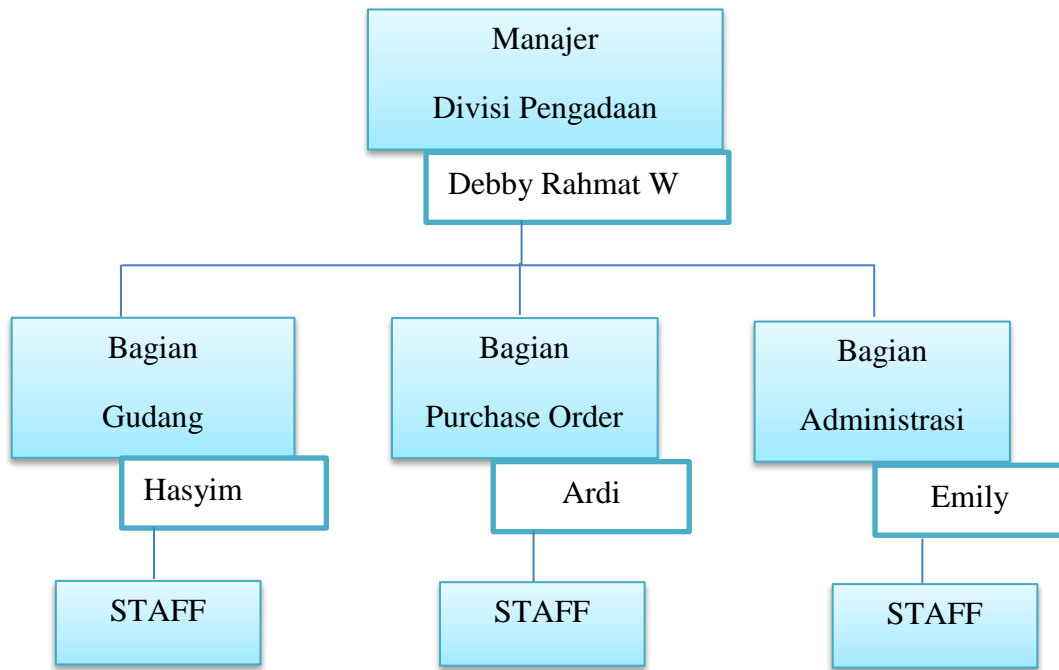 Manajer
Divisi Pengadaan
Debby Rahmat W
Bagian
Gudang
Hasyim
Bagian
Purchase Order
Ardi
Bagian
Administrasi
Emily
STAFF
STAFF
STAFF